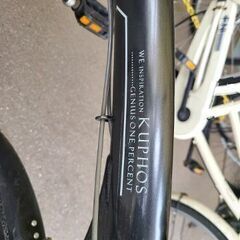 WE INSPIRATION
KUPHOS
GENIUS ONE, PERCENT